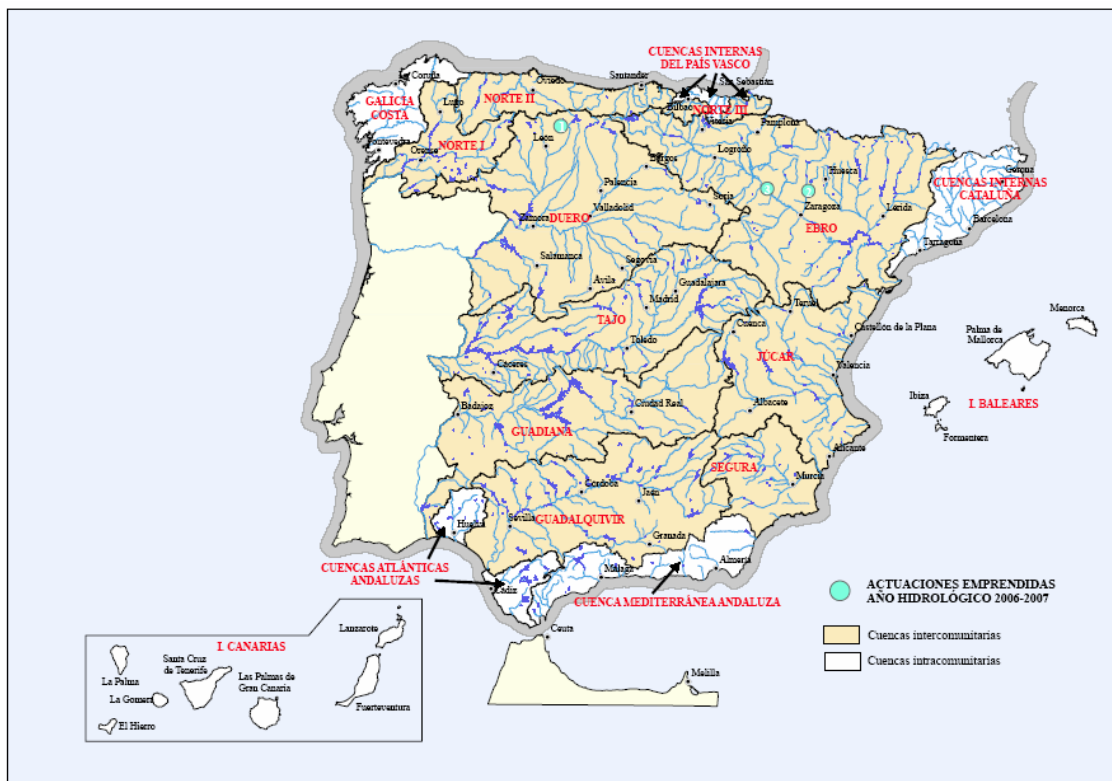 CUENCAS INTERNAS
DEL PAÍS VASCO
La Coruña
Oviedo
Santander
San Sebastián
GALICIA
COSTA
Lugo
NORTE II
Bilbao
NORTE III
Vitoria
Pamplona
Pontevedra
Orense
NORTE I
León
1
Logroño
Burgos
Huesca
Gerona
CUENCAS INTERNAS
CATALUÑA
Palencia
Soria
1
1
Zaragoza
Lerida
Barcelona
Valladolid
Zamora
DUERO
EBRO
Tarragona
Salamanca
Segovia
Avila
Guadalajara
Madrid
Teruel
Menorca
TAJO
Cuenca
Castellón de la Plana
Palma de
Mallorca
Toledo
Cáceres
JÚCAR
Valencia
Badajoz
Ciudad Real
Albacete
Ibiza
I. BALEARES
GUADIANA
Formentera
Alicante
SEGURA
Córdoba
Jaén
Murcia
Huelva
Sevilla
GUADALQUIVIR
Granada
CUENCAS ATLÁNTICAS
ANDALUZAS
Málaga
Almería
Cádiz
CUENCA MEDITERRÁNEA ANDALUZA
ACTUACIONES EMPRENDIDAS
AÑO HIDROLÓGICO 2006-2007
Cuencas intercomunitarias
Cuencas intracomunitarias
Ceuta
Melilla
I. CANARIAS
Lanzarote
Santa Cruz
de Tenerife
Las Palmas de
Gran Canaria
La Palma
La Gomera
El Hierro
Fuerteventura